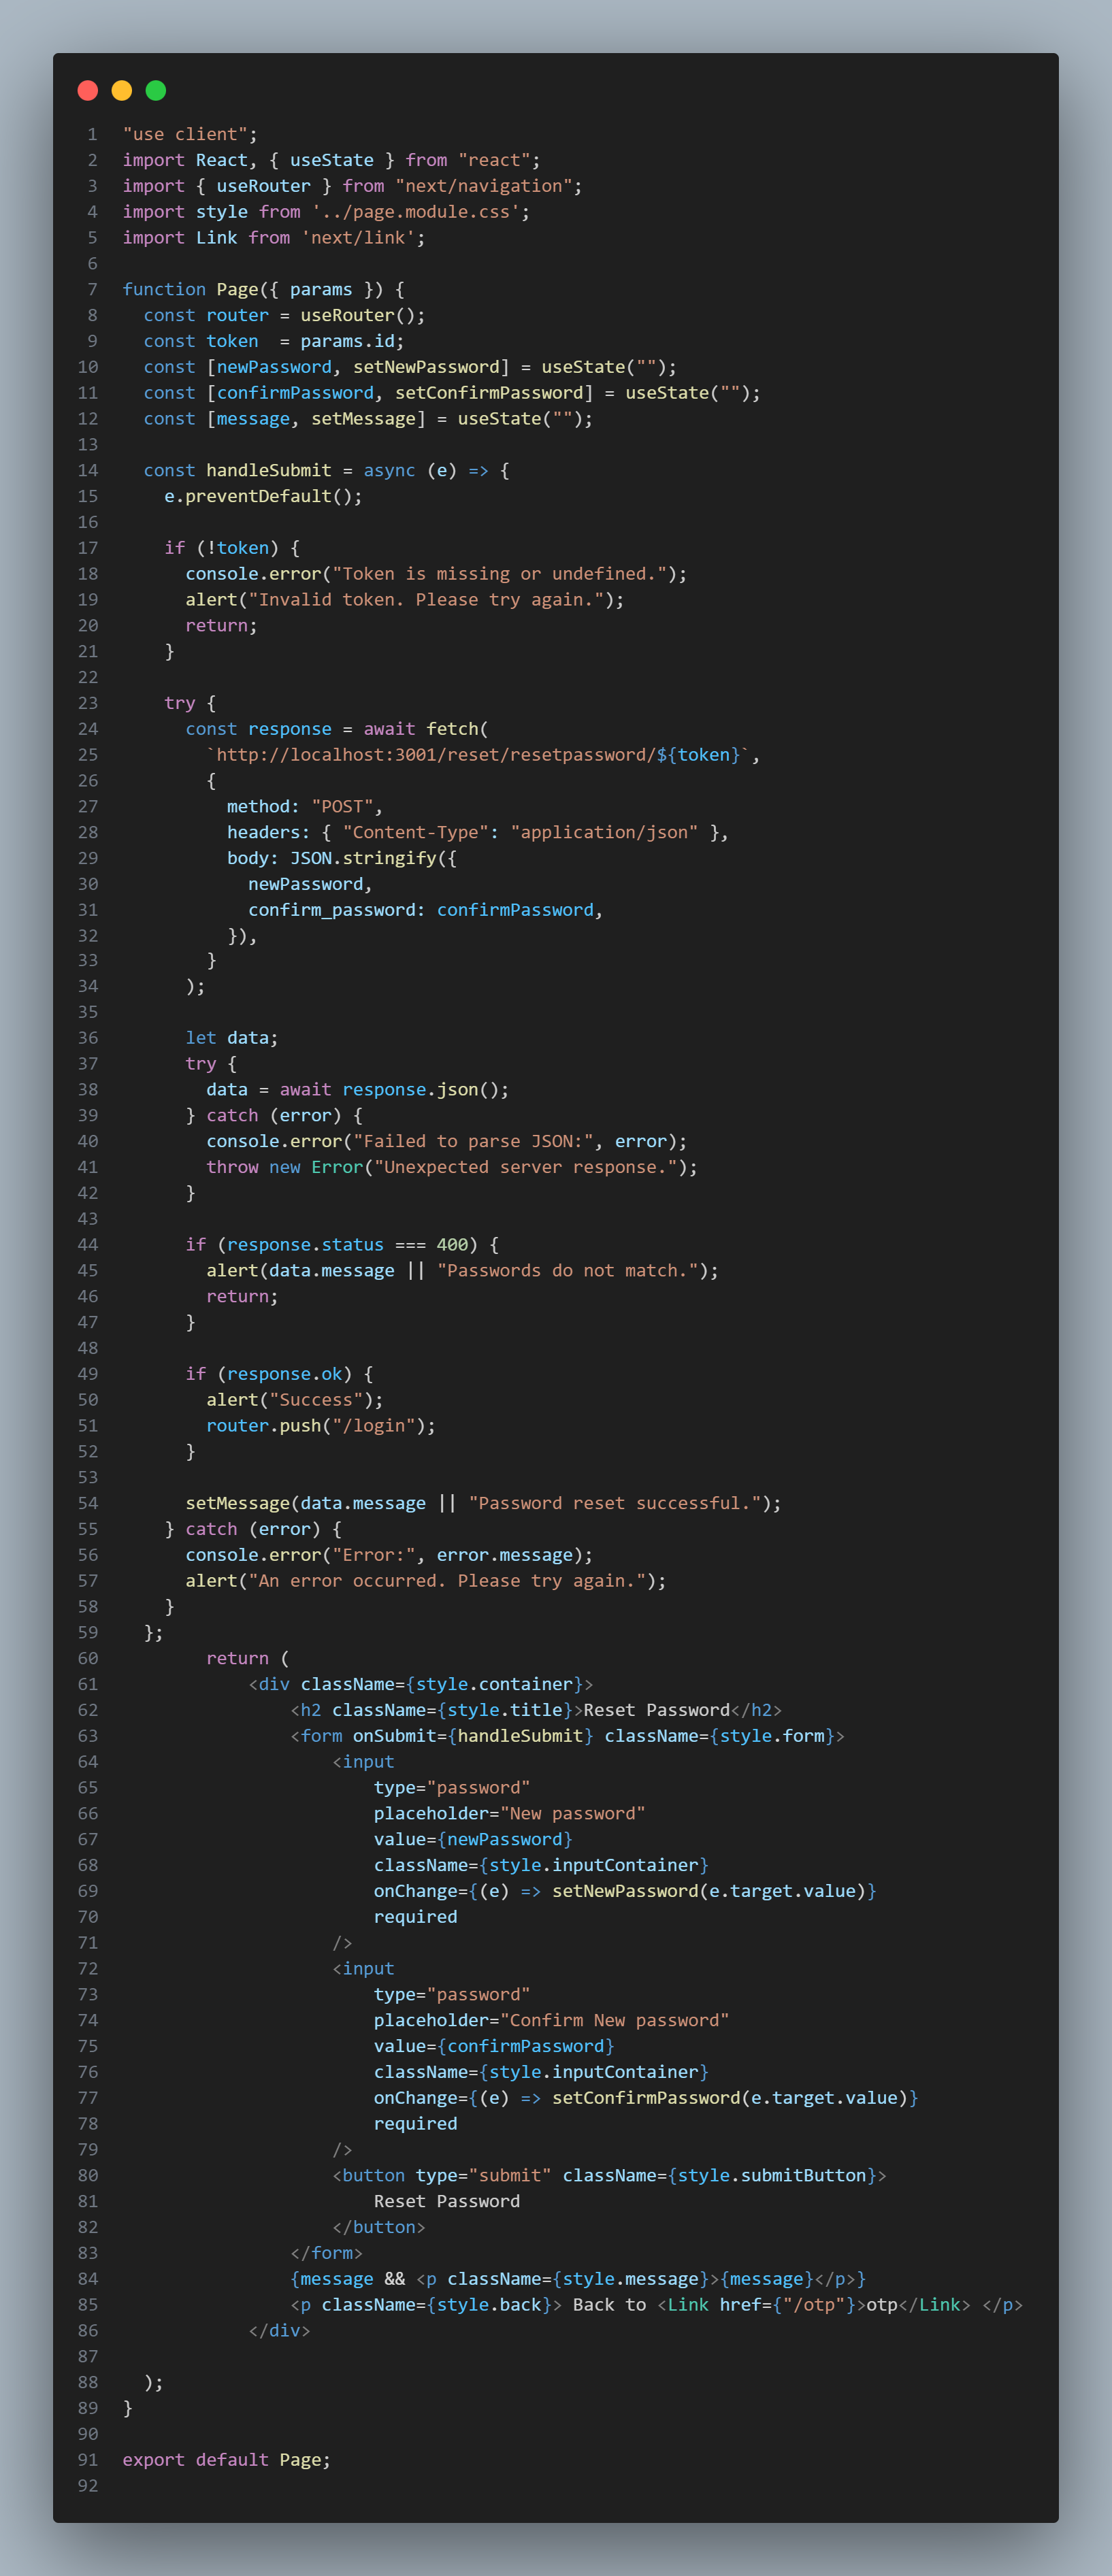 1 "use client";
2 import React, { useState } from "react";
3 import { useRouter } from "next/navigation";
4 import style from '../page.module.css';
5 import Link from 'next/link';
6
7 function Page({ params }) {
8   const router = useRouter();
9   const token  = params.id;
10   const [newPassword, setNewPassword] = useState("");
11   const [confirmPassword, setConfirmPassword] = useState("");
12   const [message, setMessage] = useState("");
13
14   const handleSubmit = async (e) => {
15     e.preventDefault();
16
17     if (!token) {
18       console.error("Token is missing or undefined.");
19       alert("Invalid token. Please try again.");
20       return;
21     }
22
23     try {
24       const response = await fetch(
25         `http://localhost:3001/reset/resetpassword/${token}`,
26         {
27           method: "POST",
28           headers: { "Content-Type": "application/json" },
29           body: JSON.stringify({
30             newPassword,
31             confirm_password: confirmPassword,
32           }),
33         }
34       );
35
36       let data;
37       try {
38         data = await response.json();
39       } catch (error) {
40         console.error("Failed to parse JSON:", error);
41         throw new Error("Unexpected server response.");
42       }
43
44       if (response.status === 400) {
45         alert(data.message || "Passwords do not match.");
46         return;
47       }
48
49       if (response.ok) {
50         alert("Success");
51         router.push("/login");
52       }
53
54       setMessage(data.message || "Password reset successful.");
55     } catch (error) {
56       console.error("Error:", error.message);
57       alert("An error occurred. Please try again.");
58     }
59   };
60         return (
61             <div className={style.container}>
62                 <h2 className={style.title}>Reset Password</h2>
63                 <form onSubmit={handleSubmit} className={style.form}>
64                     <input
65                         type="password"
66                         placeholder="New password"
67                         value={newPassword}
68                         className={style.inputContainer}
69                         onChange={(e) => setNewPassword(e.target.value)}
70                         required
71                     />
72                     <input
73                         type="password"
74                         placeholder="Confirm New password"
75                         value={confirmPassword}
76                         className={style.inputContainer}
77                         onChange={(e) => setConfirmPassword(e.target.value)}
78                         required
79                     />
80                     <button type="submit" className={style.submitButton}>
81                         Reset Password
82                     </button>
83                 </form>
84                 {message && <p className={style.message}>{message}</p>}
85                 <p className={style.back}> Back to <Link href={"/otp"}>otp</Link> </p>
86             </div>
87
88   );
89 }
90
91 export default Page;
92